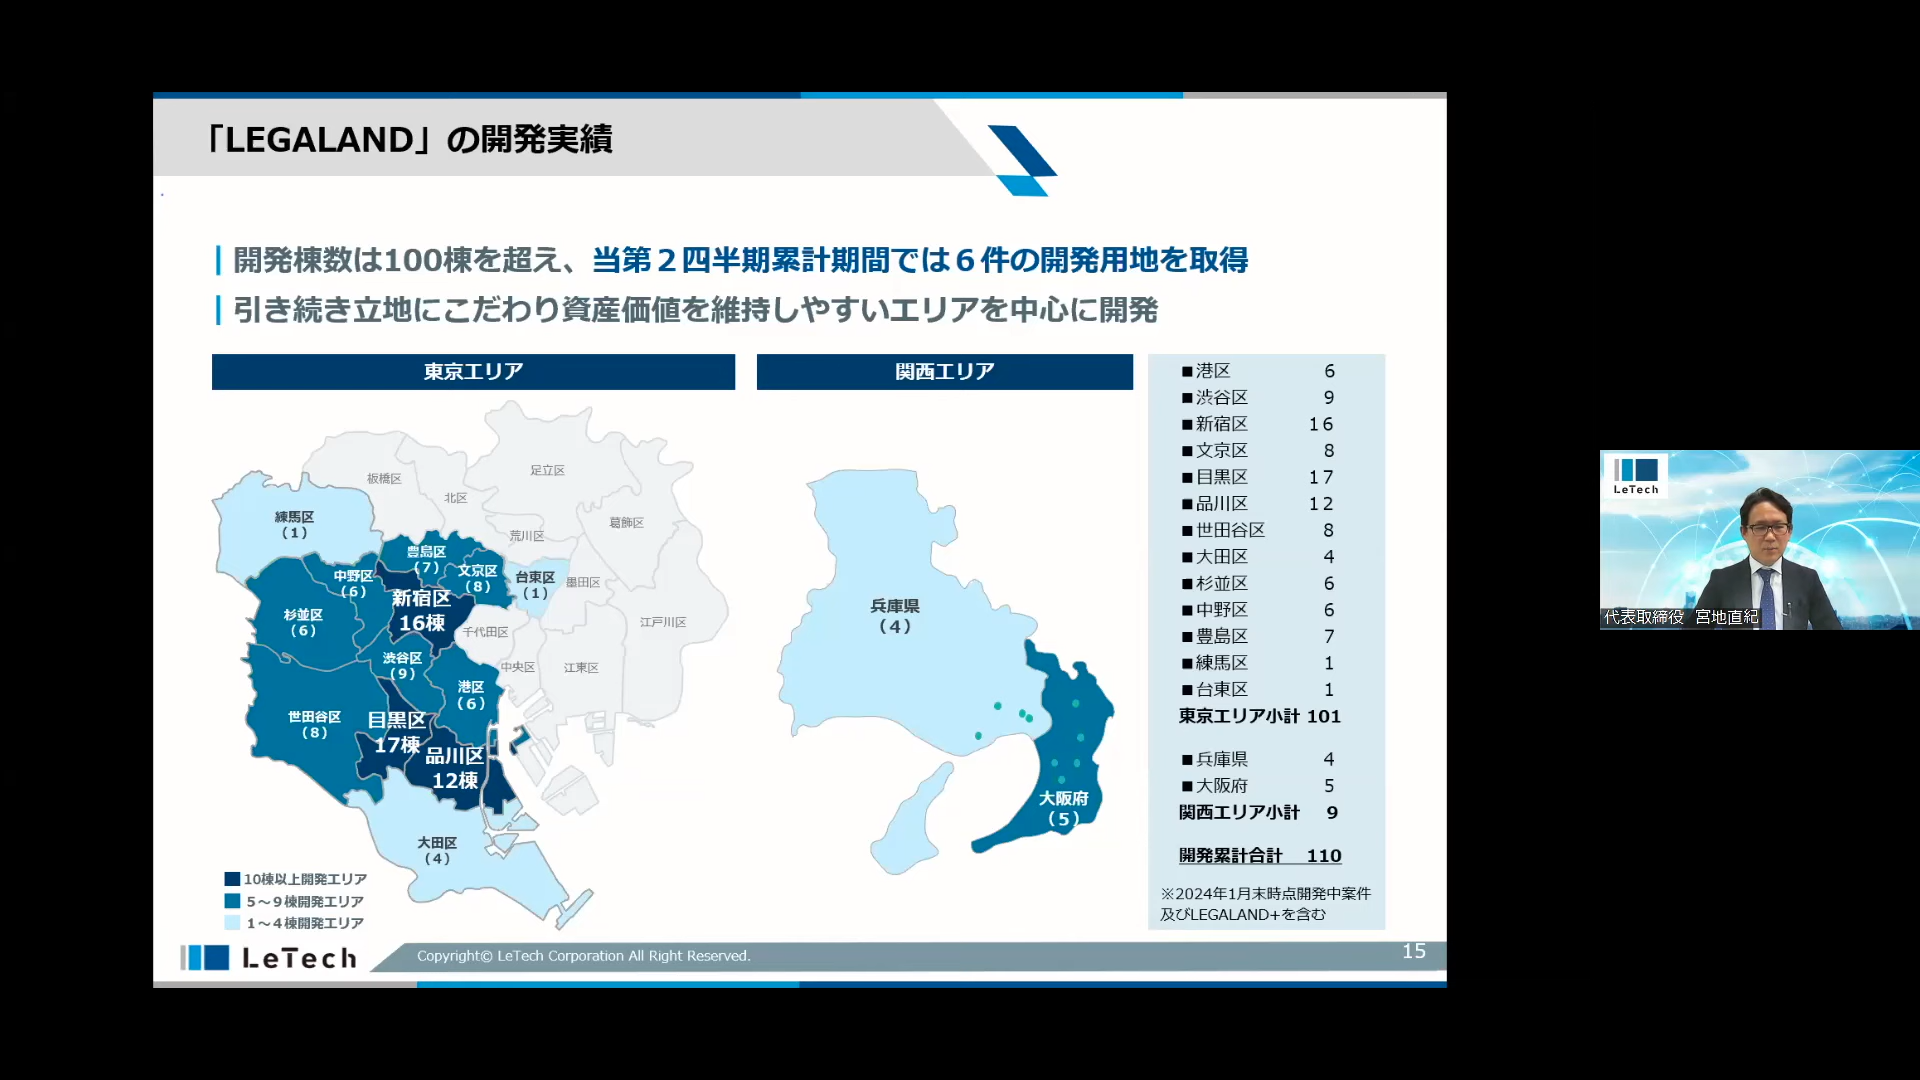 「LEGALAND」の開発実績
開発棟数は100棟を超え、当第２四半期累計期間では６件の開発用地を取得
引き続き立地にこだわり資産価値を維持しやすいエリアを中心に開発
東京エリア
板橋区
北区
足立区
荒川区
葛飾区
墨田区
千代田区
中央区
江東区
江戸川区
練馬区
（1）
豊島区
（7）
中野区
（6）
文京区
（8）
台東区
（1）
新宿区
16棟
杉並区
（6）
渋谷区
（9）
港区
（6）
世田谷区
（8）
目黒区
17棟
品川区
12棟
大田区
（4）
10棟以上開発エリア
５～９棟開発エリア
１～４棟開発エリア
関西エリア
兵庫県
（4）
大阪府
（5）
■港区 6
■渋谷区 9
■新宿区 16
■文京区 8
■目黒区 17
■品川区 12
■世田谷区 8
■大田区 4
■杉並区 6
■中野区 6
■豊島区 7
■練馬区 1
■台東区 1
東京エリア小計 101
■兵庫県 4
■大阪府 5
関西エリア小計 9
開発累計合計 110
※2024年1月末時点開発中案件
及びLEGALAND+を含む
LeTech
Copyright© LeTech Corporation All Right Reserved.
15
LeTech
代表取締役 宮地直紀